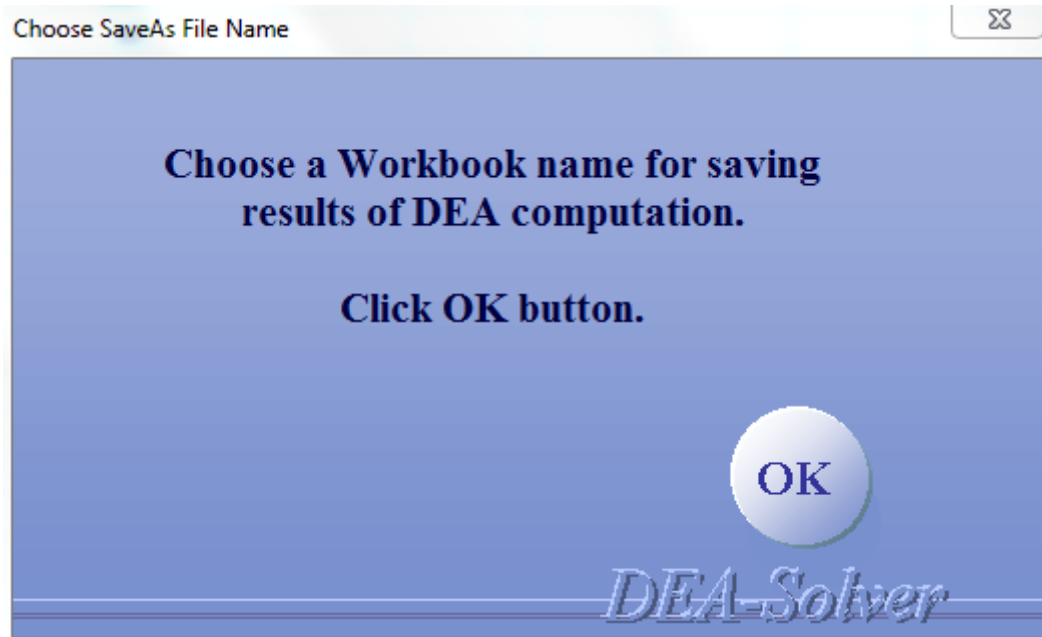 Choose SaveAs File Name
Choose a Workbook name for saving
results of DEA computation.
Click OK button.
OK
DEA-Solver